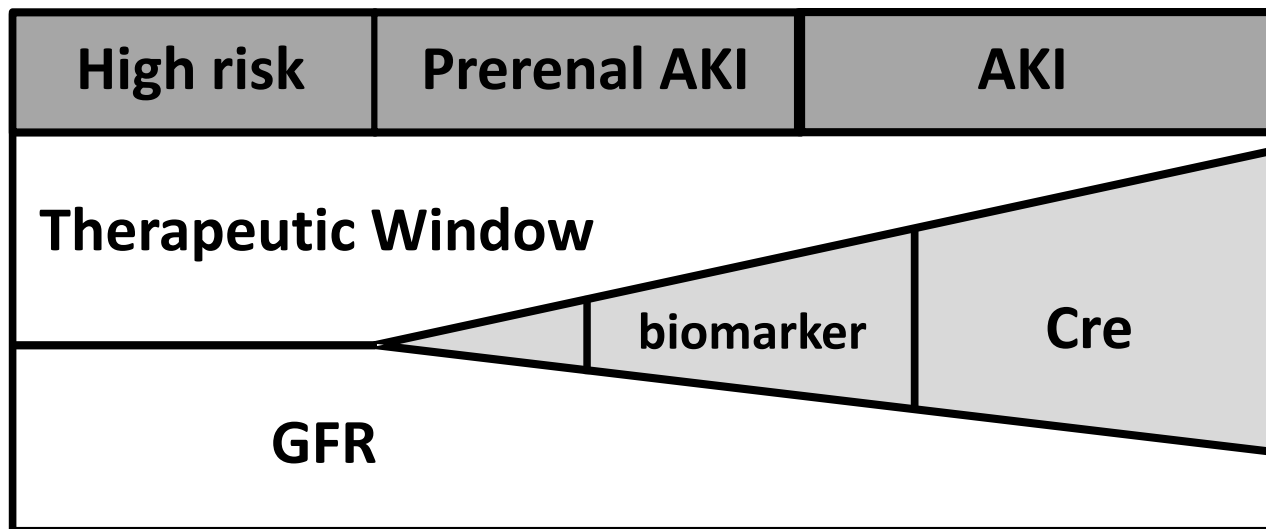 High risk
Prerenal AKI
AKI
Therapeutic Window
biomarker
Cre
GFR